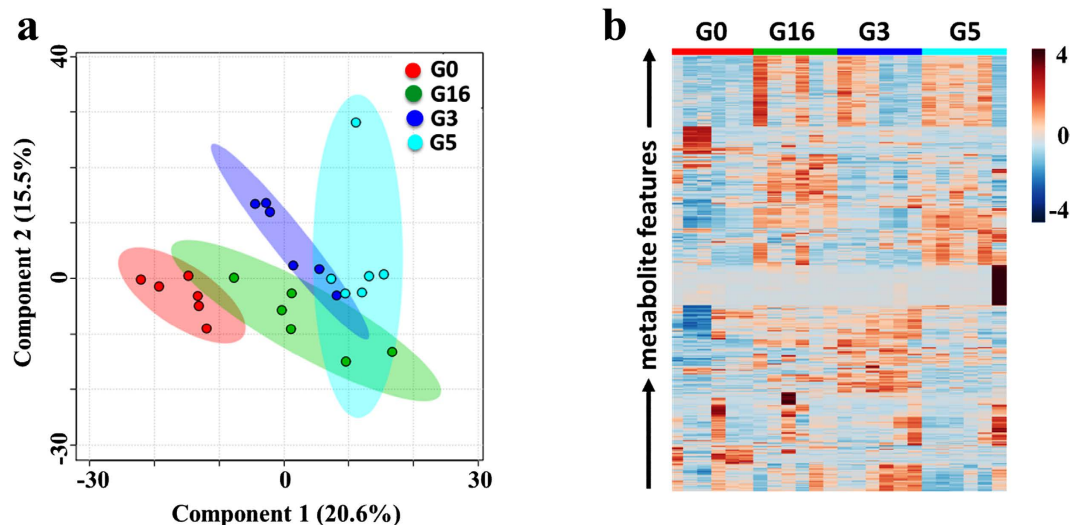 a
40
0
-30
Component 2 (15.5%)
G0
G16
G3
G5
-30
0
30
Component 1 (20.6%)
b
G0 G16 G3 G5
metabolite features
4
0
-4